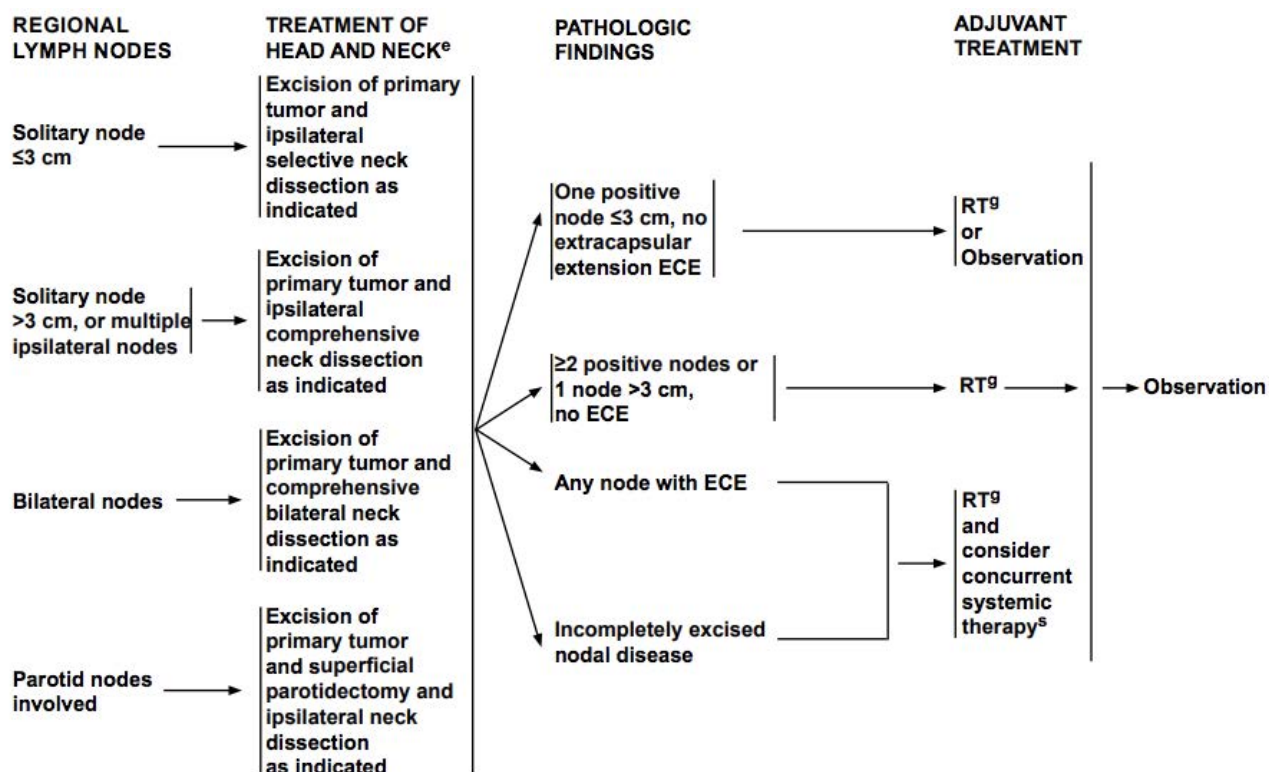 REGIONAL
LYMPH NODES
TREATMENT OF
HEAD AND NECKe
PATHOLOGIC
FINDINGS
ADJUVANT
TREATMENT
Solitary node
≤3 cm
Excision of primary
tumor and
ipsilateral
selective neck
dissection as
indicated
Solitary node
>3 cm, or multiple
ipsilateral nodes
Excision of
primary tumor and
ipsilateral
comprehensive
neck dissection
as indicated
Bilateral nodes
Excision of
primary tumor and
comprehensive
bilateral neck
dissection as
indicated
Parotid nodes
involved
Excision of
primary tumor
and superficial
parotidectomy and
ipsilateral neck
dissection
as indicated
One positive
node ≤3 cm, no
extracapsular
extension ECE
RTg
or
Observation
≥2 positive nodes or
1 node >3 cm,
no ECE
RTg
Any node with ECE
Incompletely excised
nodal disease
RTg
and
consider
concurrent
systemic
therapys
Observation